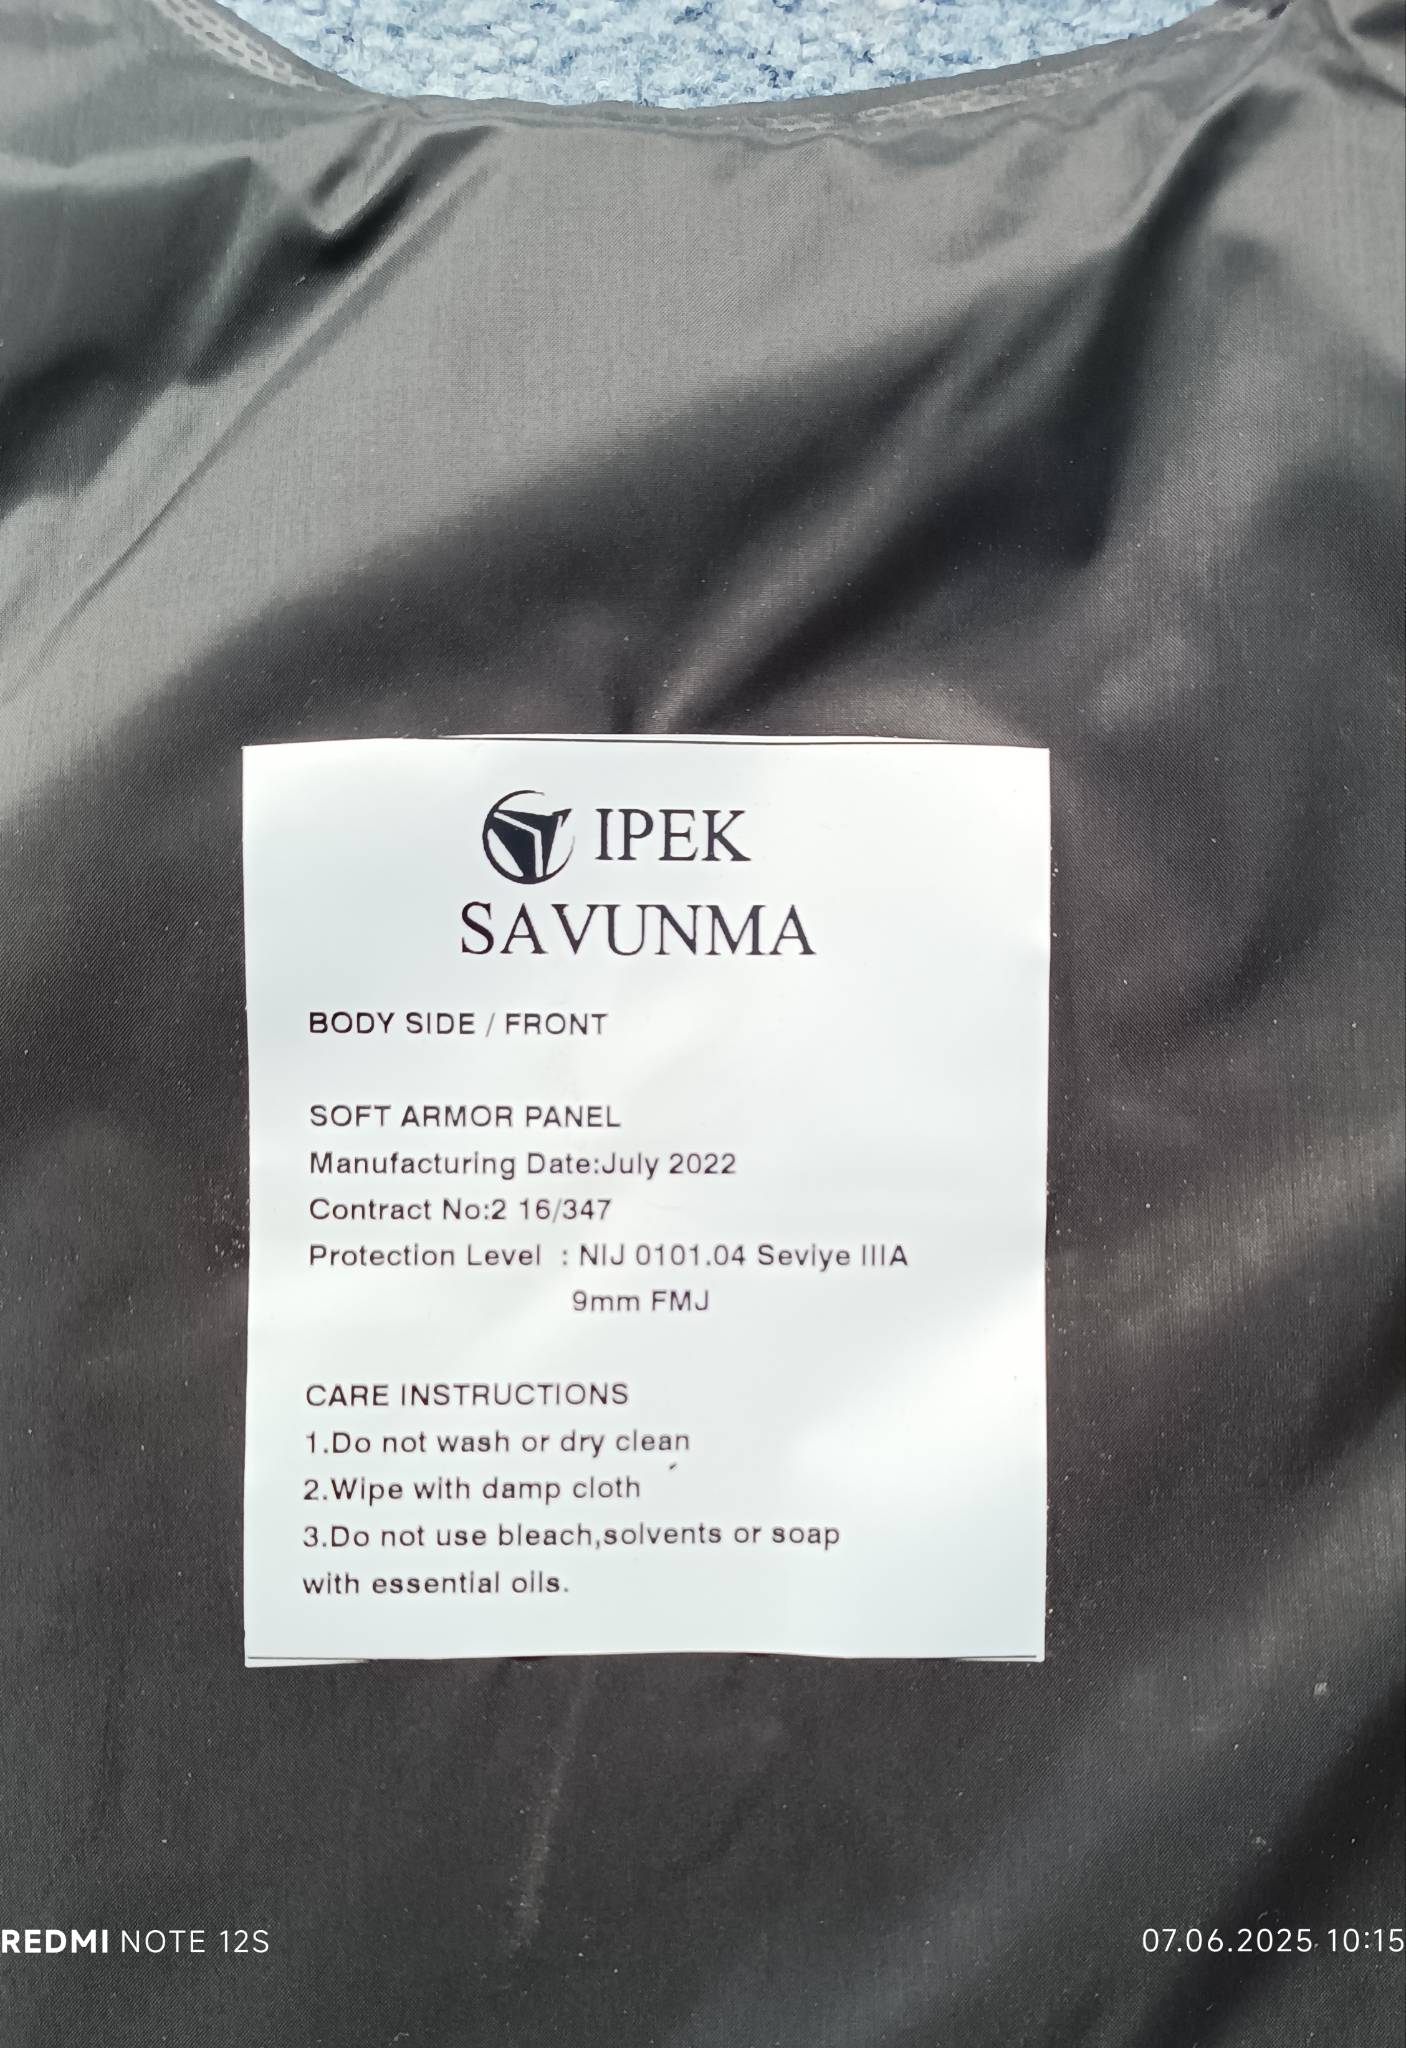 IPEK
SAVUNMA
BODY SIDE / FRONT
SOFT ARMOR PANEL
Manufacturing Date:July 2022
Contract No:2 16/347
Protection Level : NIJ 0101.04 Seviye IIIA
9mm FMJ
CARE INSTRUCTIONS
1.Do not wash or dry clean
2.Wipe with damp cloth
3.Do not use bleach,solvents or soap
with essential oils.
REDMI NOTE 12S
07.06.2025 10:15